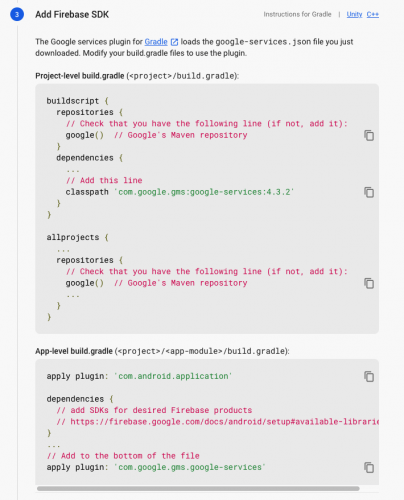 3 Add Firebase SDK Instructions for Gradle | Unity C++
The Google services plugin for Gradle loads the google-services.json file you just
downloaded. Modify your build.gradle files to use the plugin.
Project-level build.gradle (<project>/build.gradle):
buildscript {
  repositories {
    // Check that you have the following line (if not, add it):
    google()  // Google's Maven repository
  }
  dependencies {
    ...
    // Add this line
    classpath 'com.google.gms:google-services:4.3.2'
  }
}
allprojects {
  ...
  repositories {
    // Check that you have the following line (if not, add it):
    google()  // Google's Maven repository
    ...
  }
}
App-level build.gradle (<project>/<app-module>/build.gradle):
apply plugin: 'com.android.application'
dependencies {
  // add SDKs for desired Firebase products
  // https://firebase.google.com/docs/android/setup#available-librarie
}
...
// Add to the bottom of the file
apply plugin: 'com.google.gms.google-services'